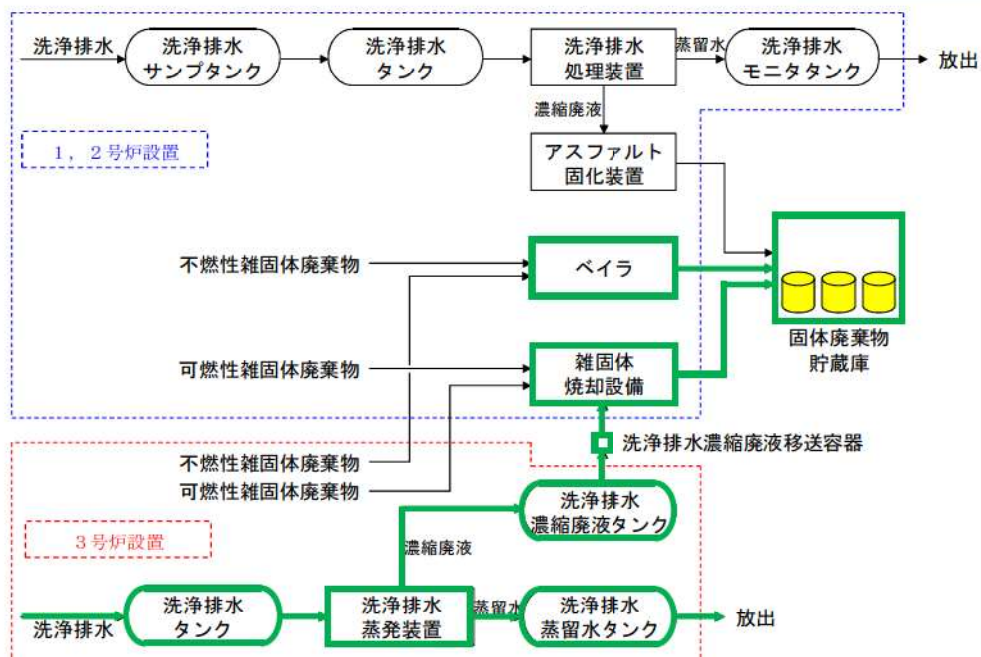 洗浄排水
洗浄排水
サンプタンク
洗浄排水
タンク
洗浄排水
処理装置
蒸留水
洗浄排水
モニタタンク
放出
濃縮廃液
1,2号炉設置
アスファルト
固化装置
不燃性雑固体廃棄物
ベイラ
固体廃棄物
貯蔵庫
可燃性雑固体廃棄物
雑固体
焼却設備
洗浄排水濃縮廃液移送容器
不燃性雑固体廃棄物
可燃性雑固体廃棄物
洗浄排水
濃縮廃液タンク
3号炉設置
濃縮廃液
洗浄排水
洗浄排水
タンク
洗浄排水
蒸発装置
蒸留水
洗浄排水
蒸留水タンク
放出